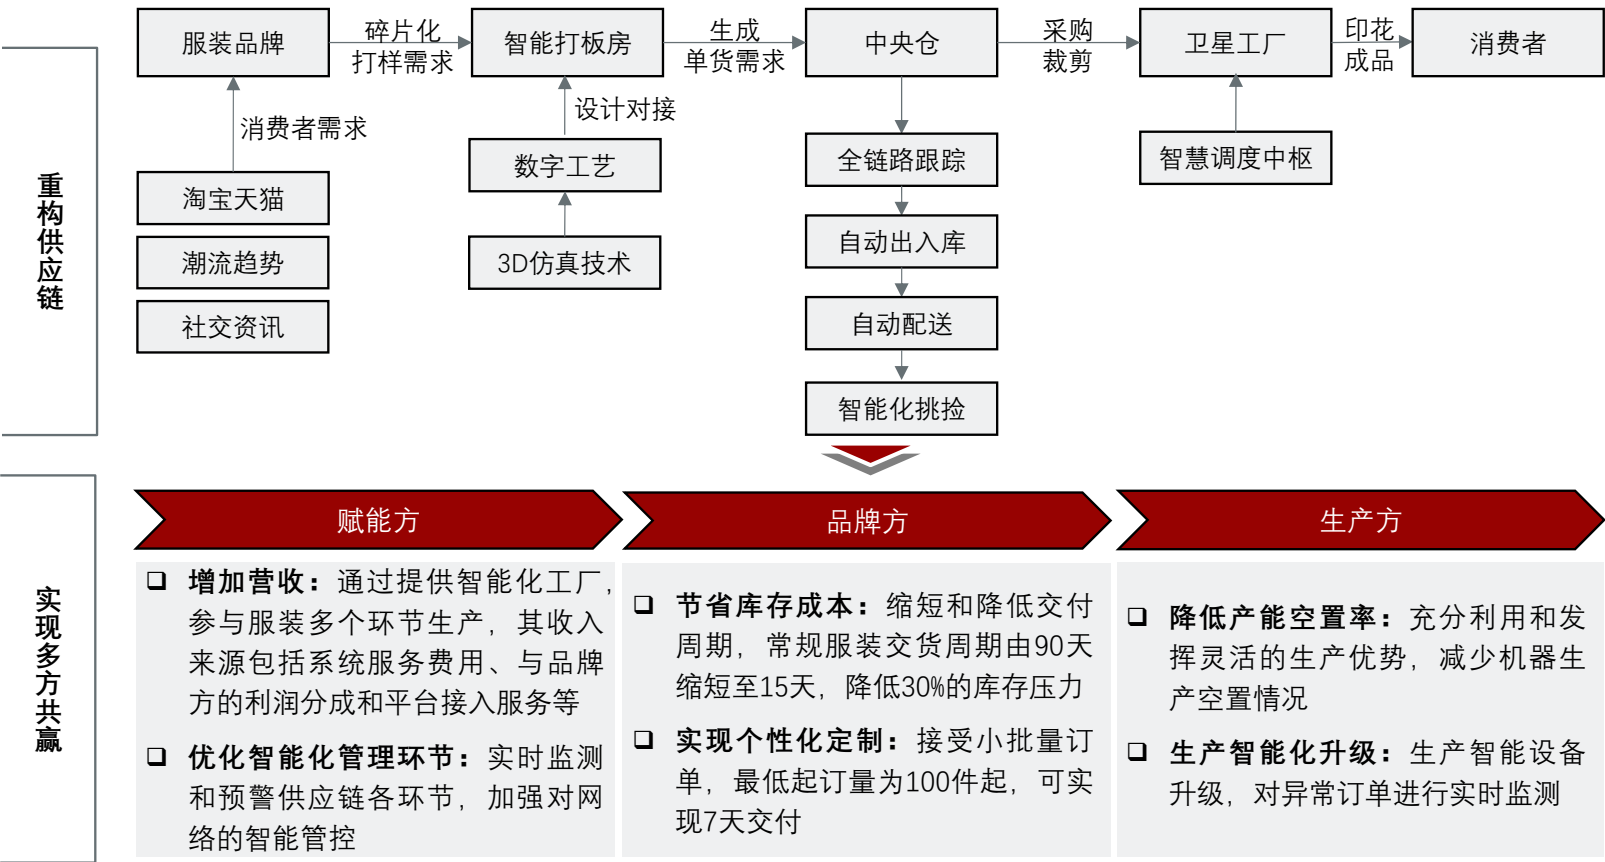 重构供应链
服装品牌
碎片化
打样需求
智能打板房
生成
单货需求
中央仓
采购
裁剪
卫星工厂
印花
成品
消费者
消费者需求
淘宝天猫
潮流趋势
社交资讯
设计对接
数字工艺
3D仿真技术
全链路跟踪
自动出入库
自动配送
智能化挑捡
智慧调度中枢
实现多方共赢
赋能方
增加营收：通过提供智能化工厂，
参与服装多个环节生产，其收入
来源包括系统服务费用、与品牌
方的利润分成和平台接入服务等
优化智能化管理环节：实时监测
和预警供应链各环节，加强对网
络的智能管控
品牌方
节省库存成本：缩短和降低交付
周期，常规服装交货周期由90天
缩短至15天，降低30%的库存压力
实现个性化定制：接受小批量订
单，最低起订量为100件起，可实
现7天交付
生产方
降低产能空置率：充分利用和发
挥灵活的生产优势，减少机器生
产空置情况
生产智能化升级：生产智能设备
升级，对异常订单进行实时监测